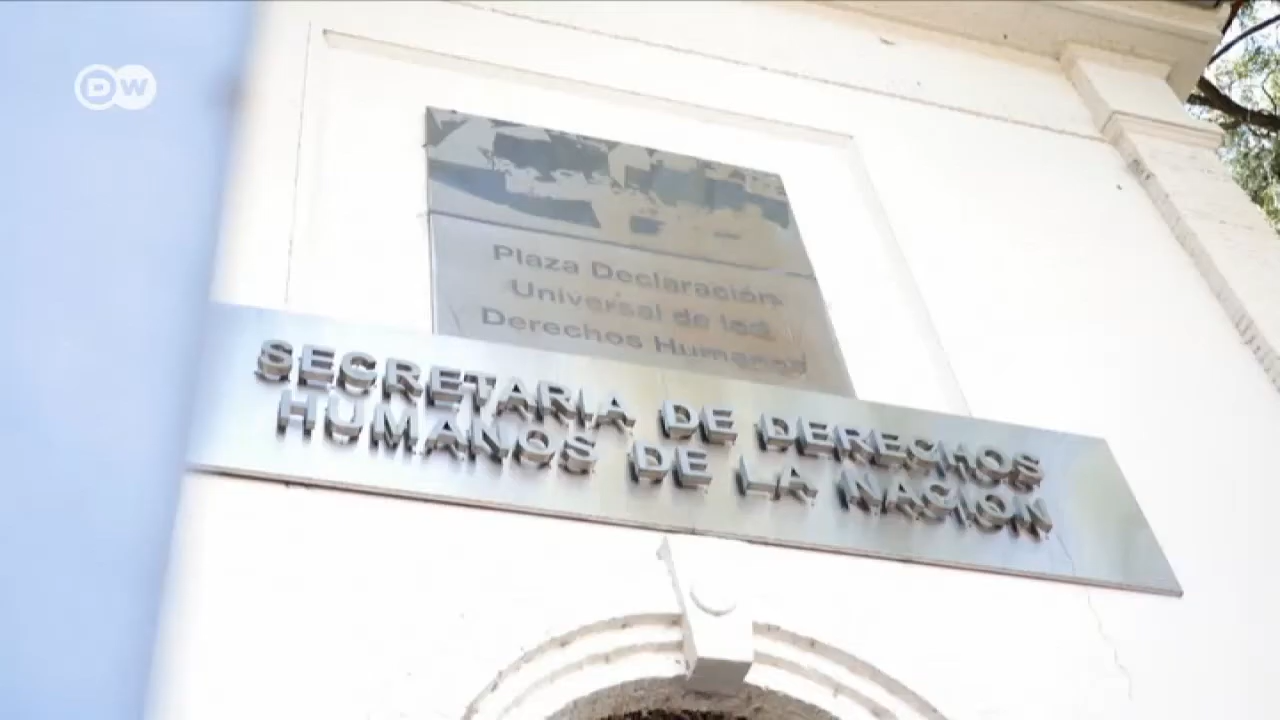 DW
Plaza Declaración
Universal de los
Derechos Humanos
SECRETARIA DE DERECHOS
HUMANOS DE LA NACION